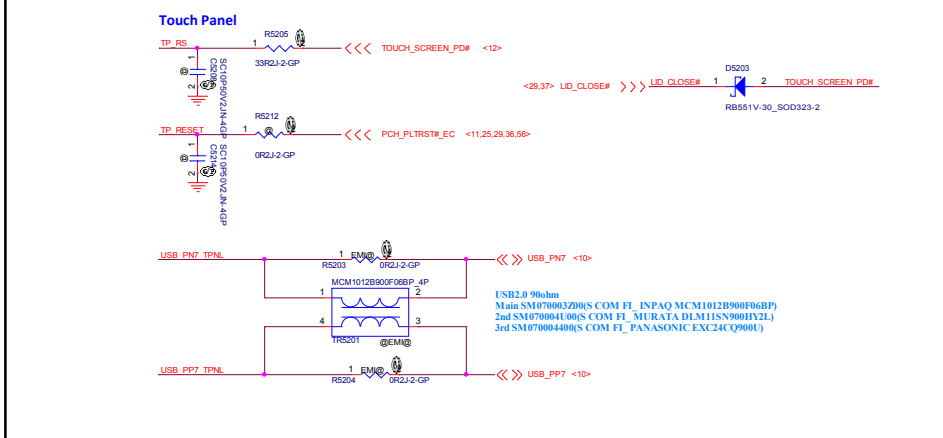 Touch Panel
TP_RS
1
R5205
2
33R2J-2-GP
TOUCH_SCREEN_PD# <12>
1
@
2
SC10P50V2JN-4GP
D5203
<29,37> LID_CLOSE#
LID_CLOSE#
1
2
TOUCH_SCREEN_PD#
RB551V-30_SOD323-2
TP_RESET
1
R5212
@
0R2J-2-GP
PCH_PLTRST#_EC <11,25,29,36,56>
1
@
2
C5214
SC10P50V2JN-4GP
USB_PN7_TPNL
1
EMI@
R5203
0R2J-2-GP
USB_PN7 <10>
MCM1012B900F06BP_4P
1
2
4
3
TR5201
@EMI@
USB2.0 90ohm
Main SM070003Z00(S COM FI_ INPAQ MCM1012B900F06BP)
2nd SM070004U00(S COM FI_ MURATA DLM11SN900HY2L)
3rd SM070004400(S COM FI_ PANASONIC EXC24CQ900U)
USB_PP7_TPNL
1
EMI@
R5204
0R2J-2-GP
USB_PP7 <10>